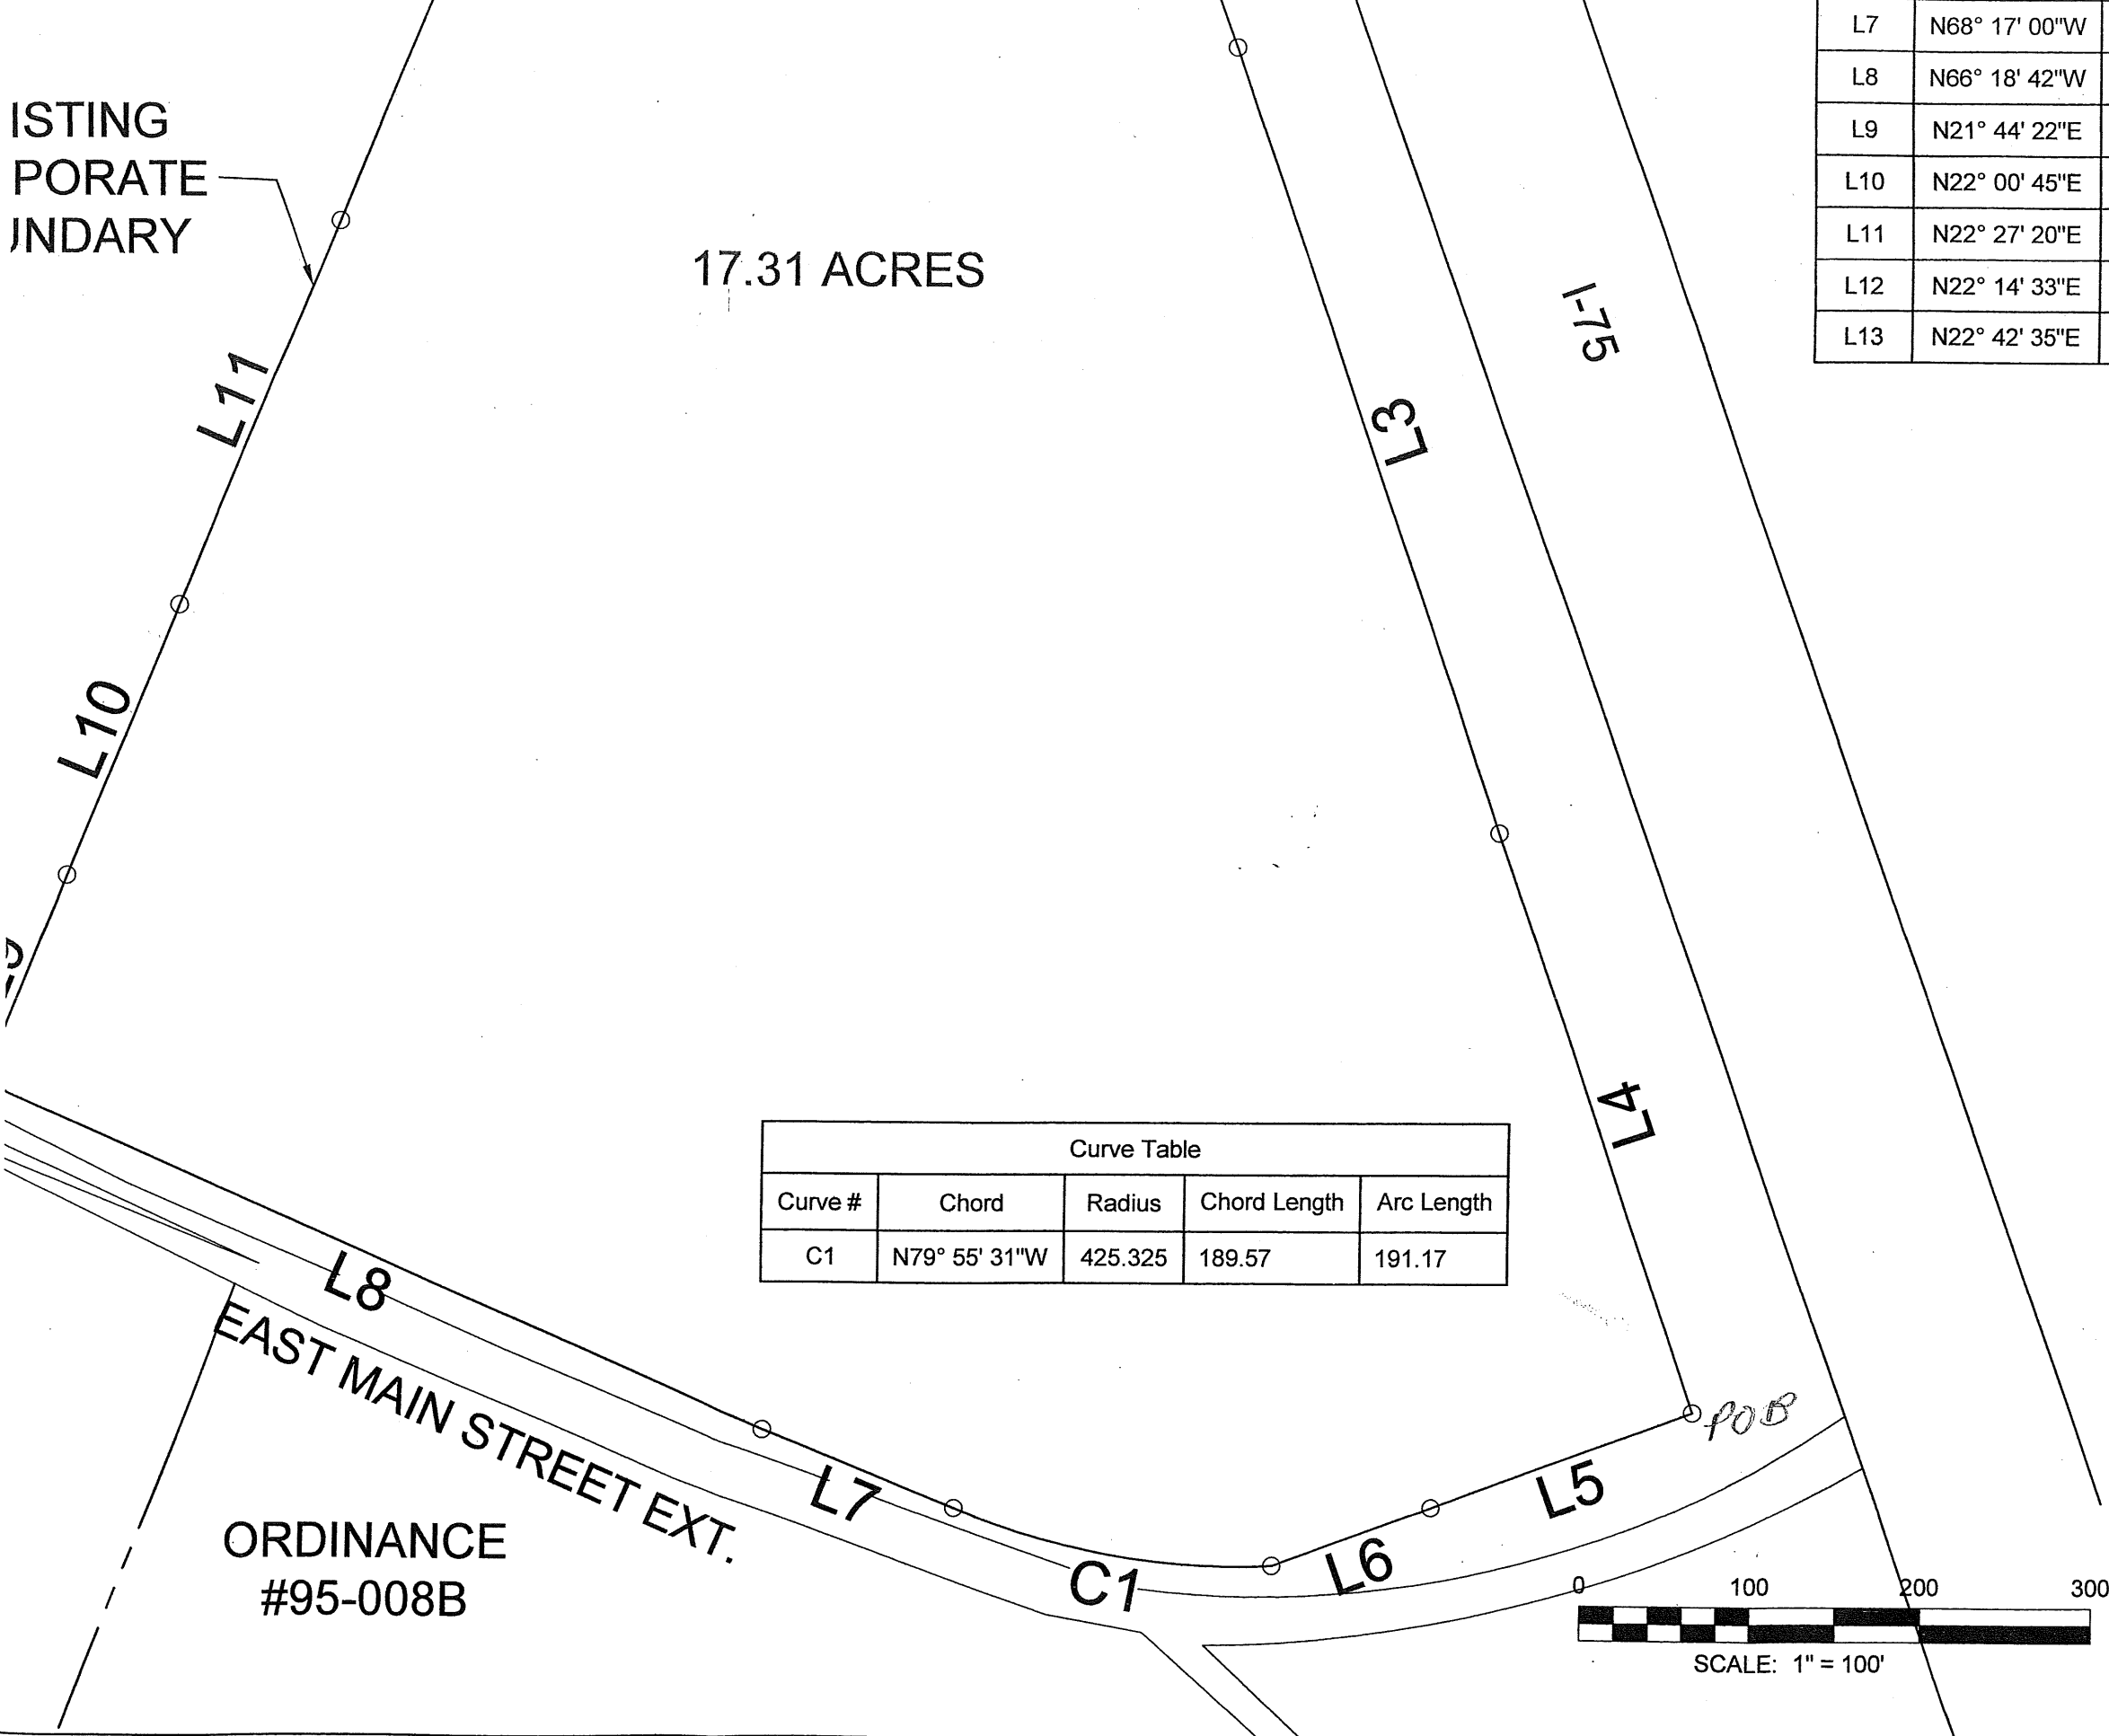 L7 N68° 17' 00"W
L8 N66° 18' 42"W
L9 N21° 44' 22"E
L10 N22° 00' 45"E
L11 N22° 27' 20"E
L12 N22° 14' 33"E
L13 N22° 42' 35"E
ISTING
PORATE
NDARY
17.31 ACRES
I-75
L11
L3
L10
L4
Curve Table
Curve # Chord Radius Chord Length Arc Length
C1 N79° 55' 31"W 425.325 189.57 191.17
L8
EAST MAIN STREET EXT.
POB
L7
L5
L6
C1
ORDINANCE
#95-008B
0 100 200 300
SCALE: 1" = 100'